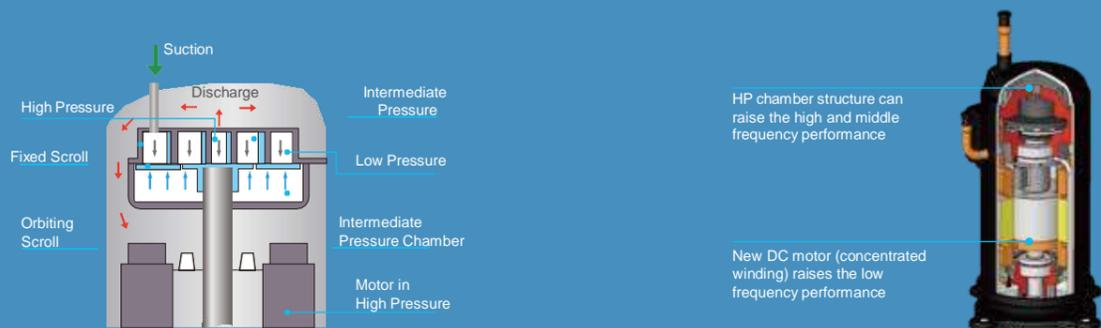 Suction
Discharge
High Pressure
Intermediate
Pressure
Fixed Scroll
Low Pressure
Orbiting
Scroll
Intermediate
Pressure Chamber
Motor in
High Pressure
HP chamber structure can
raise the high and middle
frequency performance
New DC motor (concentrated
winding) raises the low
frequency performance